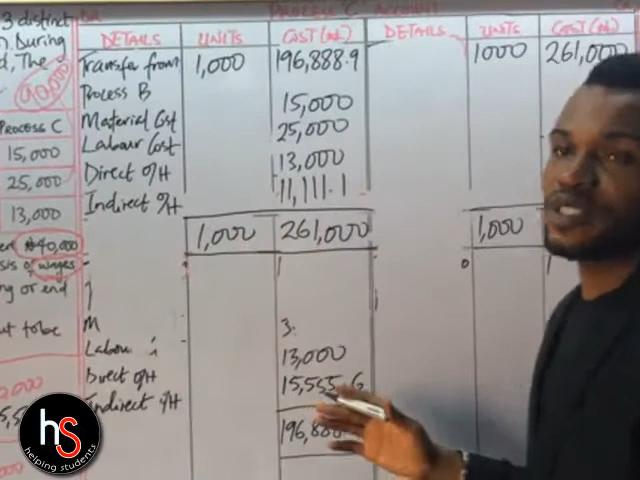 3 distinct
During
The
90,000
PROCESS C
15,000
25,000
13,000
₦40,000
sis of wages
ng or end
ut to be
PROCESS "C" ACCOUNT
DETAILS UNITS COST (₦) DETAILS UNITS COST (₦)
Transfer from 1,000 196,888.9 1000 261,000
Process B
Material Cost 15,000
Labour Cost 25,000
Direct O/H 13,000
Indirect O/H 11,111.1
1,000 261,000 1,000
M 3
Labour
Direct O/H 13,000
Indirect O/H 15,555.6
196,88
hs
helping students